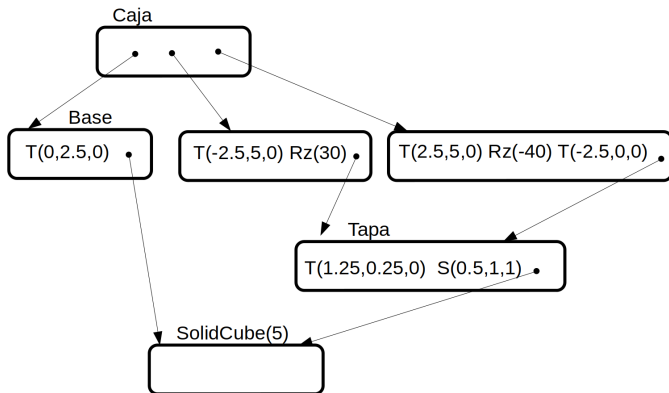 Caja
Base
T(0,2.5,0)
T(-2.5,5,0) Rz(30)
T(2.5,5,0) Rz(-40) T(-2.5,0,0)
Tapa
T(1.25,0.25,0) S(0.5,1,1)
SolidCube(5)